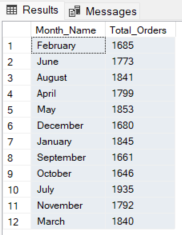 Results Messages
Month_Name Total_Orders
1 February 1685
2 June 1773
3 August 1841
4 April 1799
5 May 1853
6 December 1680
7 January 1845
8 September 1661
9 October 1646
10 July 1935
11 November 1792
12 March 1840